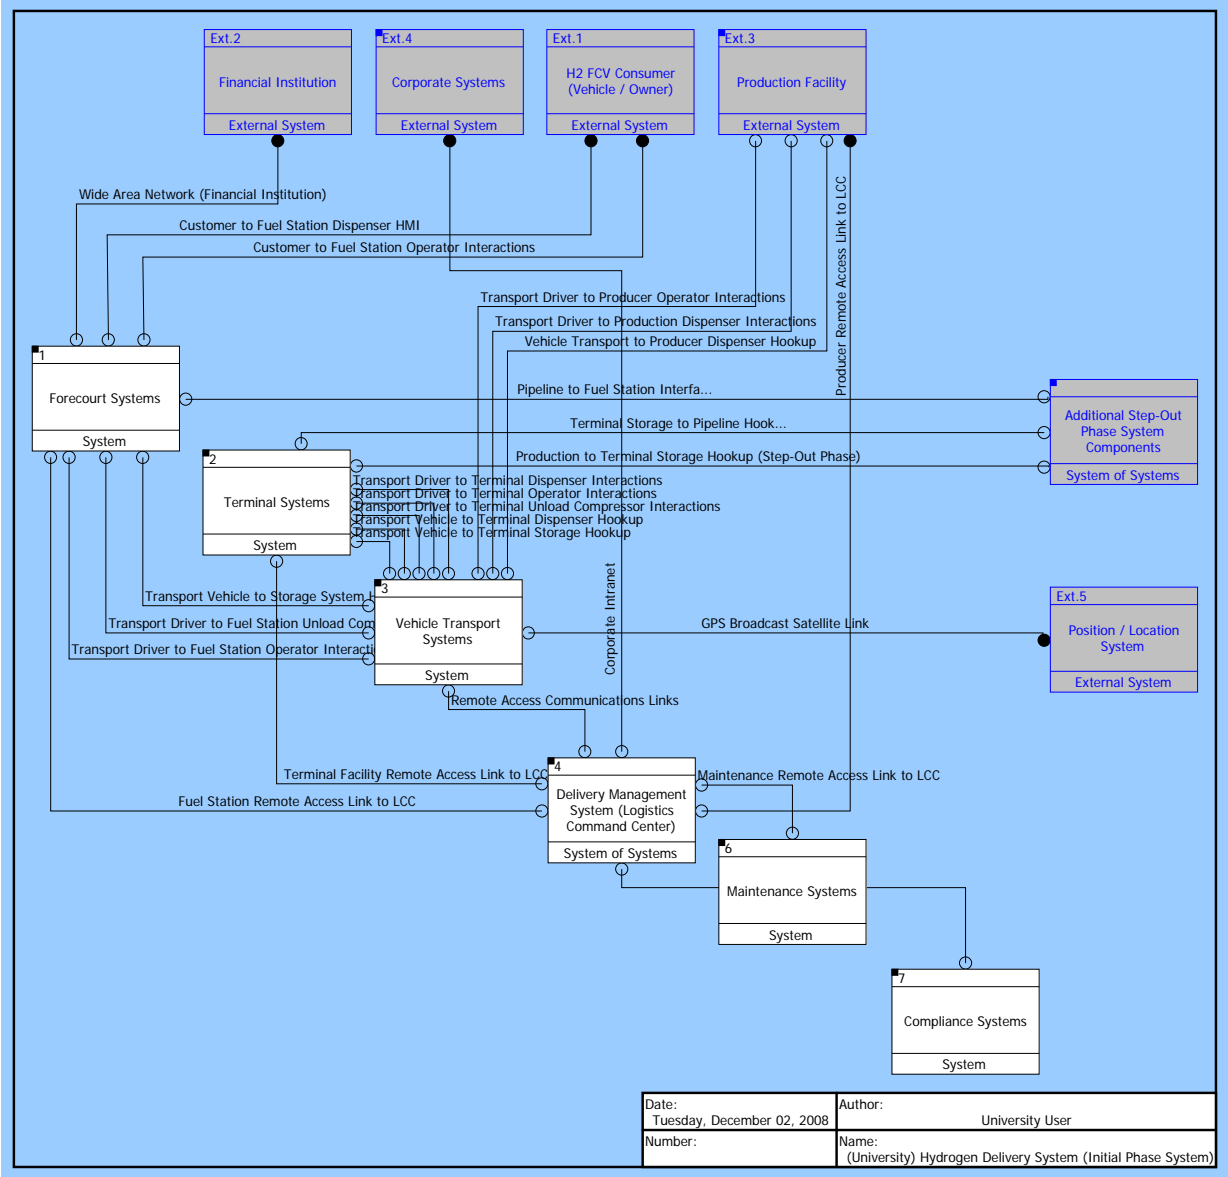 Ext.2
Financial Institution
External System
Ext.4
Corporate Systems
External System
Ext.1
H2 FCV Consumer
(Vehicle / Owner)
External System
Ext.3
Production Facility
External System
Wide Area Network (Financial Institution)
Customer to Fuel Station Dispenser HMI
Customer to Fuel Station Operator Interactions
Producer Remote Access Link to LCC
Transport Driver to Producer Operator Interactions
Transport Driver to Production Dispenser Interactions
Vehicle Transport to Producer Dispenser Hookup
1
Forecourt Systems
System
Pipeline to Fuel Station Interfa...
Terminal Storage to Pipeline Hook...
Production to Terminal Storage Hookup (Step-Out Phase)
Additional Step-Out
Phase System
Components
System of Systems
2
Terminal Systems
System
Transport Driver to Terminal Dispenser Interactions
Transport Driver to Terminal Operator Interactions
Transport Driver to Terminal Unload Compressor Interactions
Transport Vehicle to Terminal Dispenser Hookup
Transport Vehicle to Terminal Storage Hookup
Corporate Intranet
3
Vehicle Transport
Systems
System
Transport Vehicle to Storage System H
Transport Driver to Fuel Station Unload Com
Transport Driver to Fuel Station Operator Interacti
GPS Broadcast Satellite Link
Ext.5
Position / Location
System
External System
Remote Access Communications Links
Terminal Facility Remote Access Link to LCC
Fuel Station Remote Access Link to LCC
4
Delivery Management
System (Logistics
Command Center)
System of Systems
Maintenance Remote Access Link to LCC
6
Maintenance Systems
System
7
Compliance Systems
System
Date:
Tuesday, December 02, 2008
Author:
University User
Number:
Name:
(University) Hydrogen Delivery System (Initial Phase System)